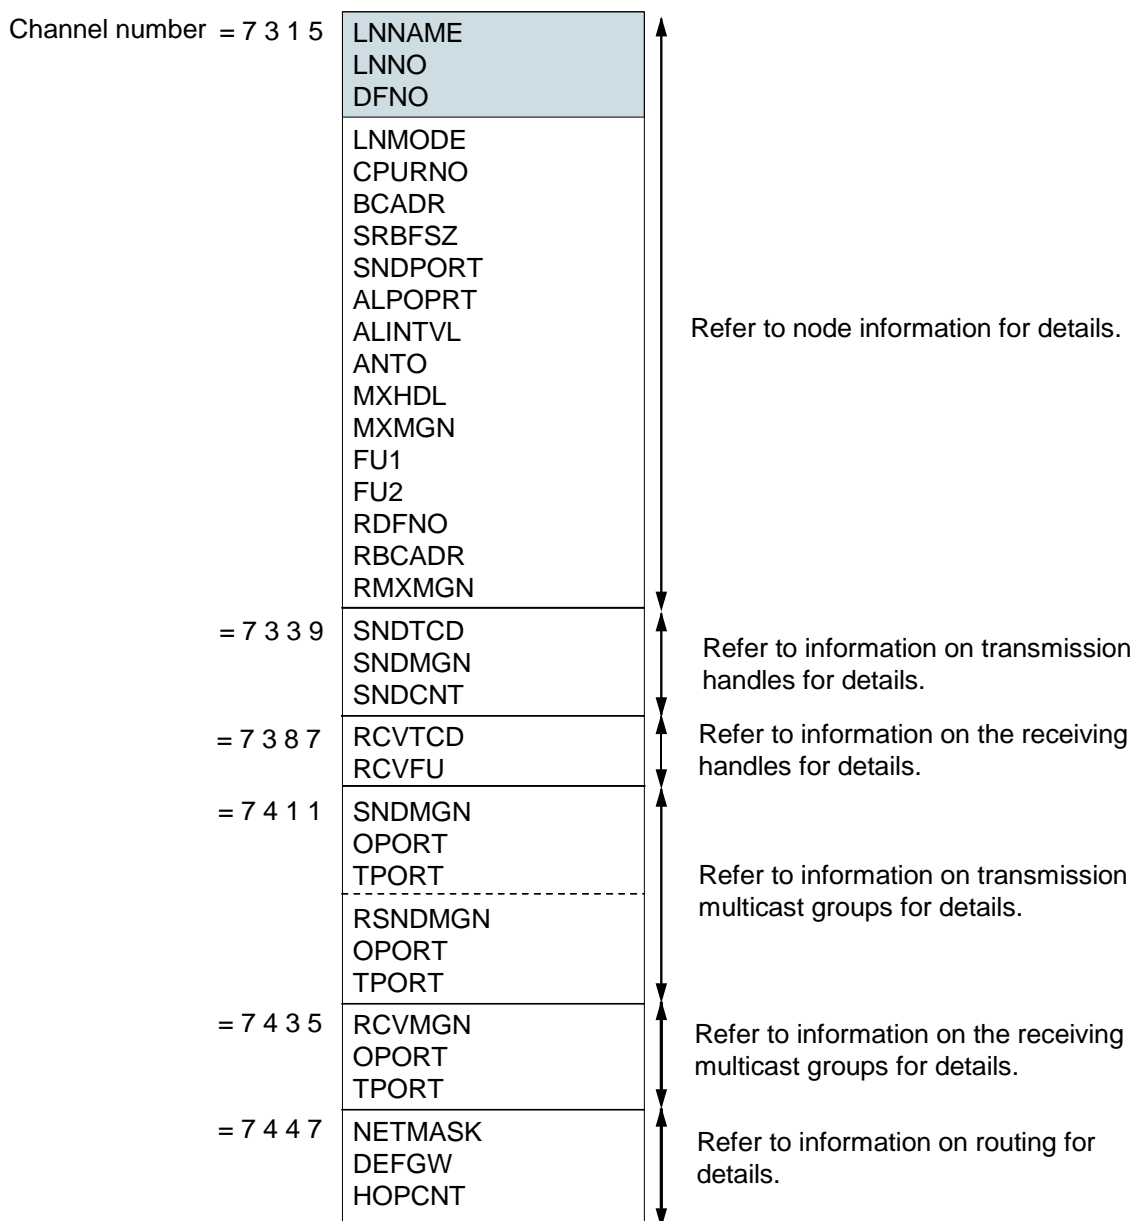 Channel number = 7 3 1 5
LNNAME
LNNO
DFNO
LNMODE
CPURNO
BCADR
SRBFSZ
SNDPORT
ALPOPRT
ALINTVL
ANTO
MXHDL
MXMGN
FU1
FU2
RDFNO
RBCADR
RMXMGN
Refer to node information for details.
= 7 3 3 9
SNDTCD
SNDMGN
SNDCNT
Refer to information on transmission
handles for details.
= 7 3 8 7
RCVTCD
RCVFU
Refer to information on the receiving
handles for details.
= 7 4 1 1
SNDMGN
OPORT
TPORT
RSNDMGN
OPORT
TPORT
Refer to information on transmission
multicast groups for details.
= 7 4 3 5
RCVMGN
OPORT
TPORT
Refer to information on the receiving
multicast groups for details.
= 7 4 4 7
NETMASK
DEFGW
HOPCNT
Refer to information on routing for
details.